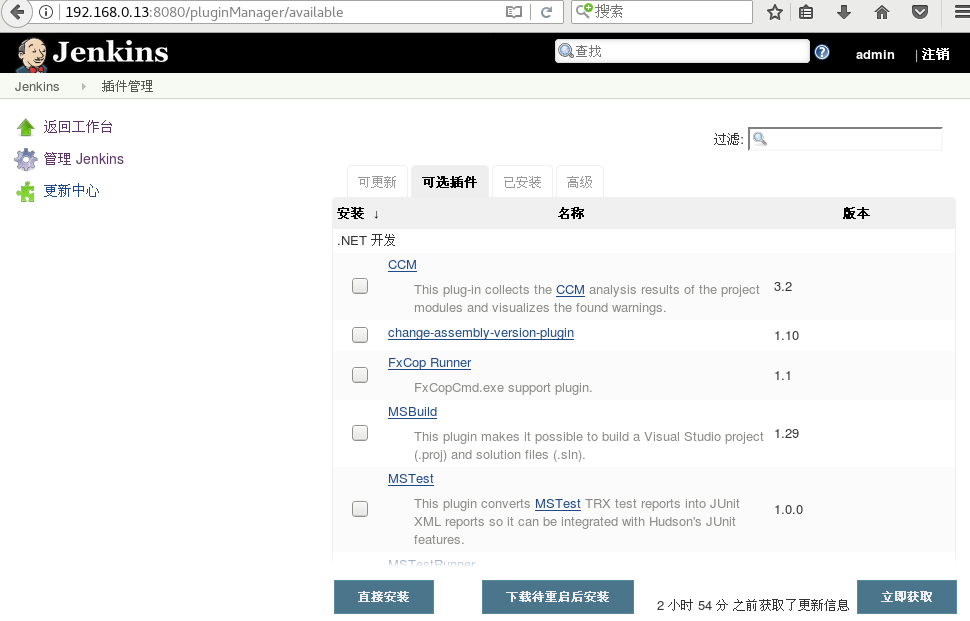 192.168.0.13:8080/pluginManager/available
搜索
Jenkins
查找
admin
| 注销
Jenkins
插件管理
返回工作台
管理 Jenkins
更新中心
过滤:
可更新
可选插件
已安装
高级
安装 ↓
名称
版本
.NET 开发
CCM
This plug-in collects the CCM analysis results of the project
modules and visualizes the found warnings.
3.2
change-assembly-version-plugin
1.10
FxCop Runner
FxCopCmd.exe support plugin.
1.1
MSBuild
This plugin makes it possible to build a Visual Studio project
(.proj) and solution files (.sln).
1.29
MSTest
This plugin converts MSTest TRX test reports into JUnit
XML reports so it can be integrated with Hudson's JUnit
features.
1.0.0
MSTestRunner
直接安装
下载待重启后安装
2 小时 54 分 之前获取了更新信息
立即获取